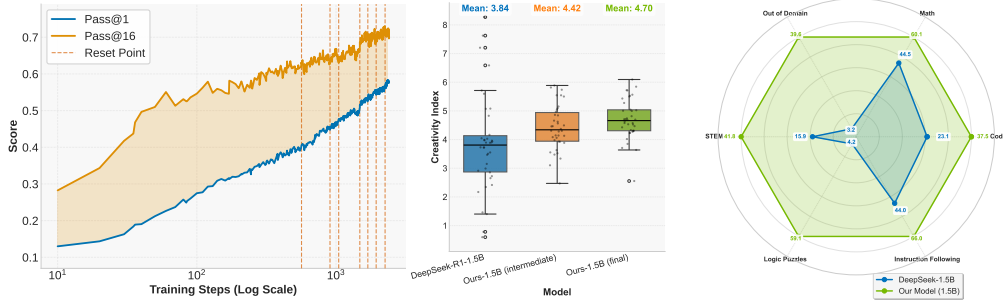 Pass@1
Pass@16
Reset Point
0.7
0.6
0.5
0.4
0.3
0.2
0.1
Score
10¹
10²
10³
Training Steps (Log Scale)
Mean: 3.84
Mean: 4.42
Mean: 4.70
8
7
6
5
4
3
2
1
Creativity Index
DeepSeek-R1-1.5B
Ours-1.5B (intermediate)
Ours-1.5B (final)
Model
Out of Domain
Math
39.6
60.1
44.5
STEM
41.8
15.9
3.2
4.2
23.1
37.5
Cod
44.0
59.1
66.0
Logic Puzzles
Instruction Following
DeepSeek-1.5B
Our Model (1.5B)